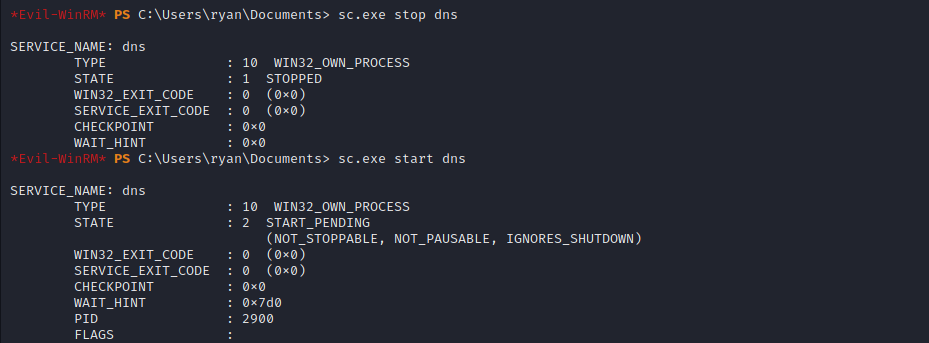 *Evil-WinRM* PS C:\Users\ryan\Documents> sc.exe stop dns
SERVICE_NAME: dns
TYPE : 10 WIN32_OWN_PROCESS
STATE : 1 STOPPED
WIN32_EXIT_CODE : 0 (0×0)
SERVICE_EXIT_CODE : 0 (0×0)
CHECKPOINT : 0×0
WAIT_HINT : 0×0
*Evil-WinRM* PS C:\Users\ryan\Documents> sc.exe start dns
SERVICE_NAME: dns
TYPE : 10 WIN32_OWN_PROCESS
STATE : 2 START_PENDING
(NOT_STOPPABLE, NOT_PAUSABLE, IGNORES_SHUTDOWN)
WIN32_EXIT_CODE : 0 (0×0)
SERVICE_EXIT_CODE : 0 (0×0)
CHECKPOINT : 0×0
WAIT_HINT : 0×7d0
PID : 2900
FLAGS :